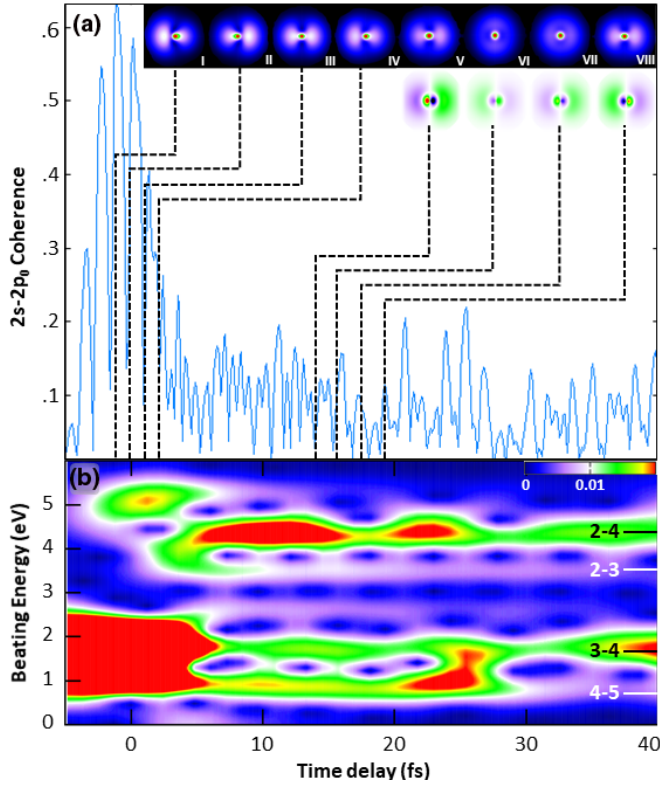 (a)
I II III IV V VI VII VIII
.6
.5
.4
.3
.2
.1
2s-2p₀ Coherence
(b)
0 0.01
5
4
3
2
1
0
Beating Energy (eV)
2-4
2-3
3-4
4-5
0 10 20 30 40
Time delay (fs)